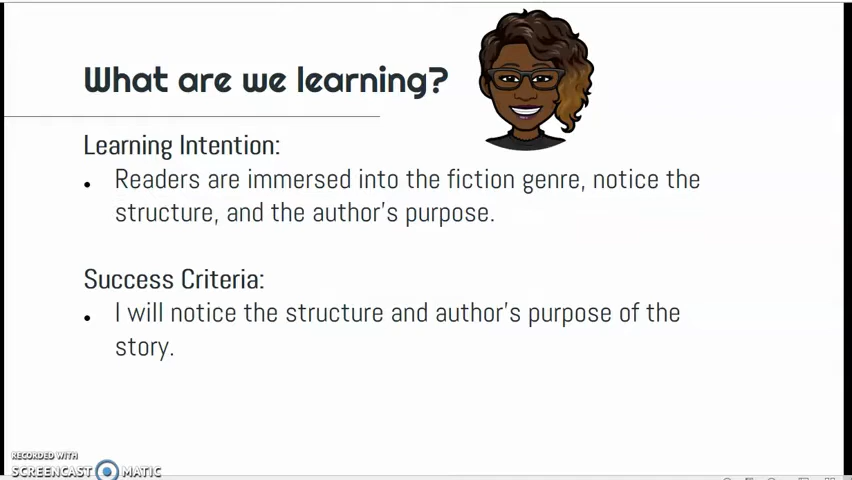 What are we learning?
Learning Intention:
Readers are immersed into the fiction genre, notice the
structure, and the author's purpose.
Success Criteria:
I will notice the structure and author's purpose of the
story.
RECORDED WITH
SCREENCAST MATIC